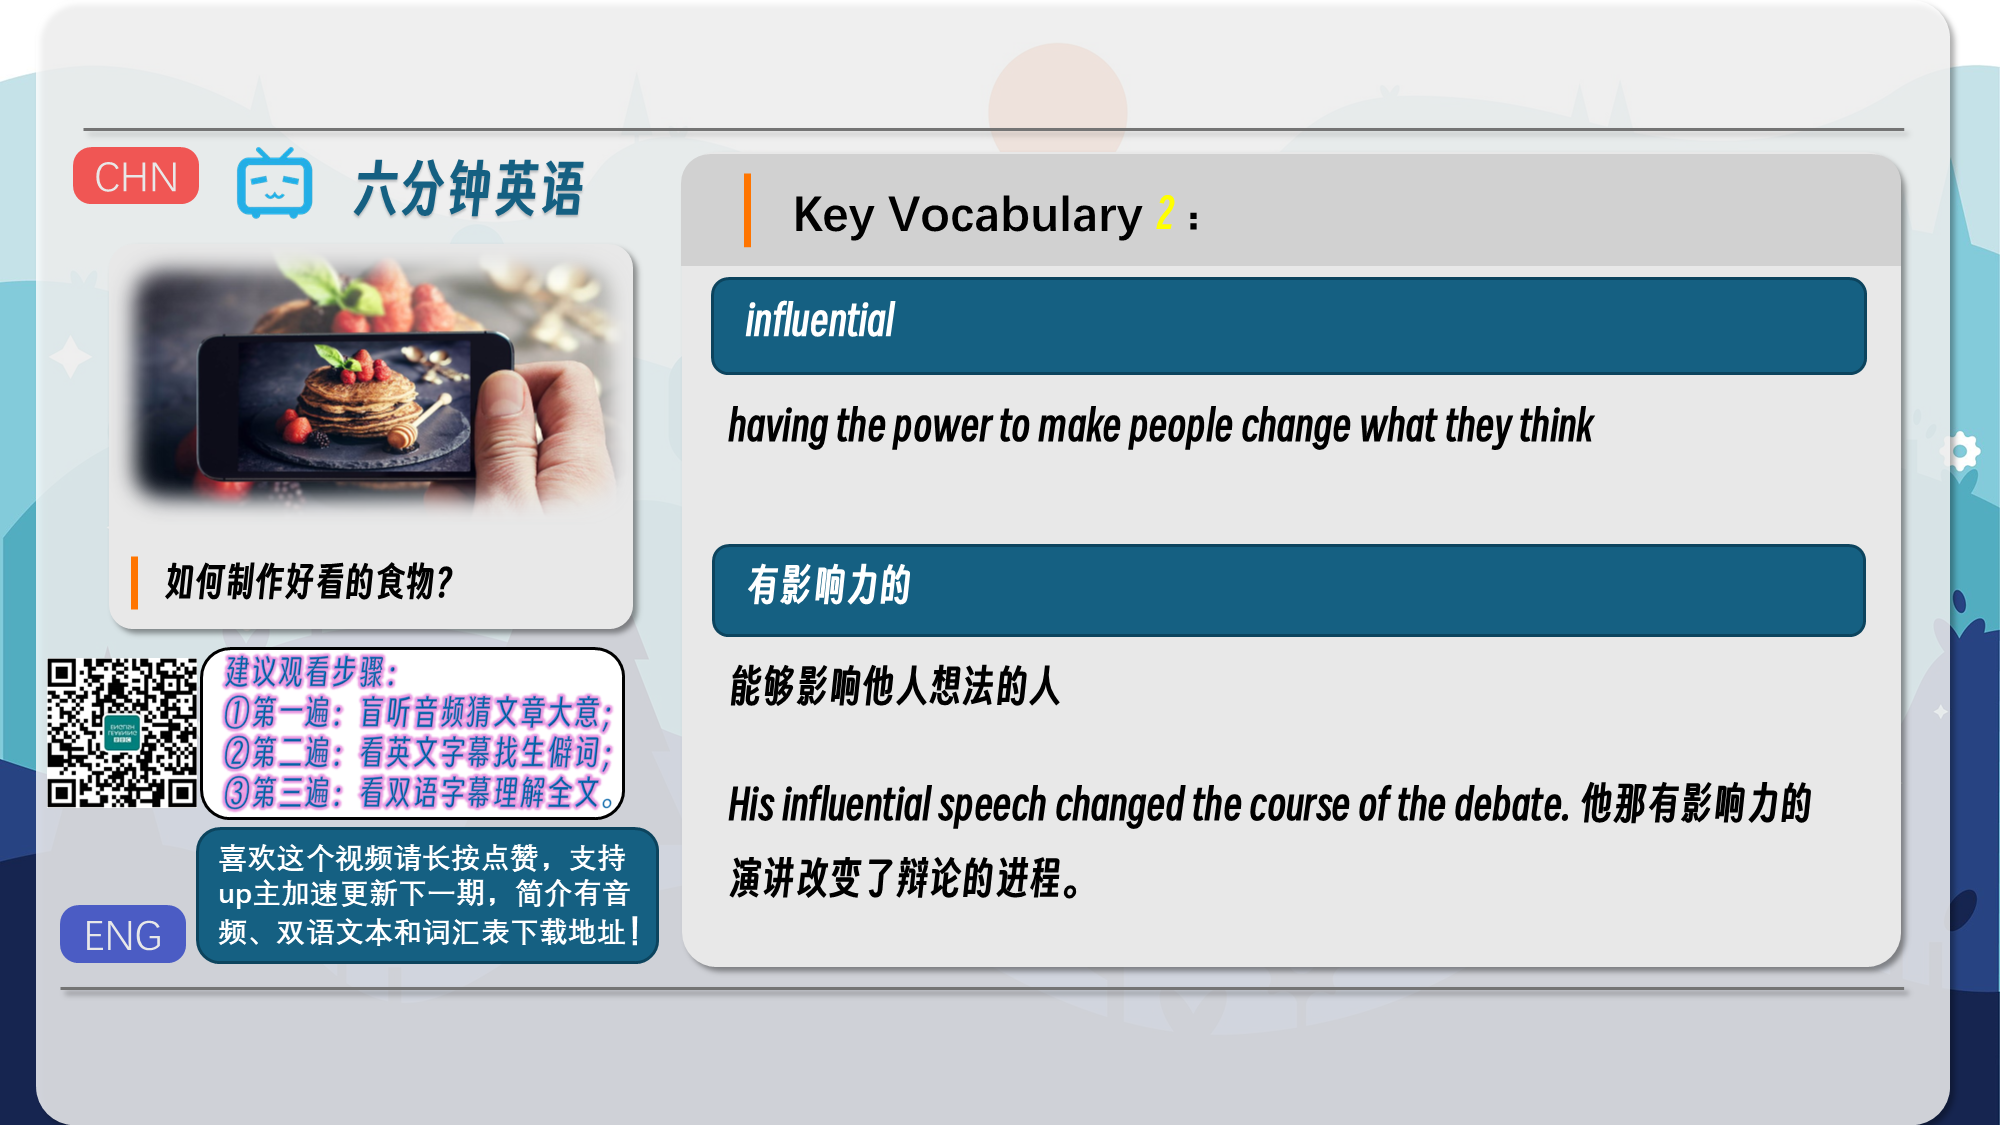 CHN
六分钟英语
如何制作好看的食物?
建议观看步骤：
①第一遍：盲听音频猜文章大意；
②第二遍：看英文字幕找生僻词；
③第三遍：看双语字幕理解全文。
喜欢这个视频请长按点赞，支持
up主加速更新下一期，简介有音
频、双语文本和词汇表下载地址！
ENG
Key Vocabulary 2：
influential
having the power to make people change what they think
有影响力的
能够影响他人想法的人
His influential speech changed the course of the debate. 他那有影响力的
演讲改变了辩论的进程。